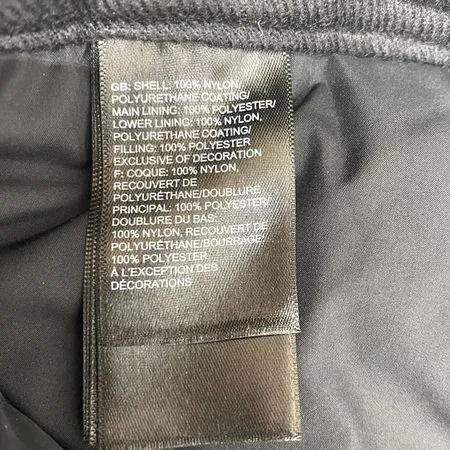 GB: SHELL: 100% NYLON,
POLYURETHANE COATING/
MAIN LINING: 100% POLYESTER/
LOWER LINING: 100% NYLON,
POLYURETHANE COATING/
FILLING: 100% POLYESTER
EXCLUSIVE OF DECORATION
F: COQUE: 100% NYLON,
RECOUVERT DE
POLYURÉTHANE/DOUBLURE
PRINCIPAL: 100% POLYESTER/
DOUBLURE DU BAS:
100% NYLON, RECOUVERT DE
POLYURÉTHANE/BOURRAGE:
100% POLYESTER
À L'EXCEPTION DES
DÉCORATIONS